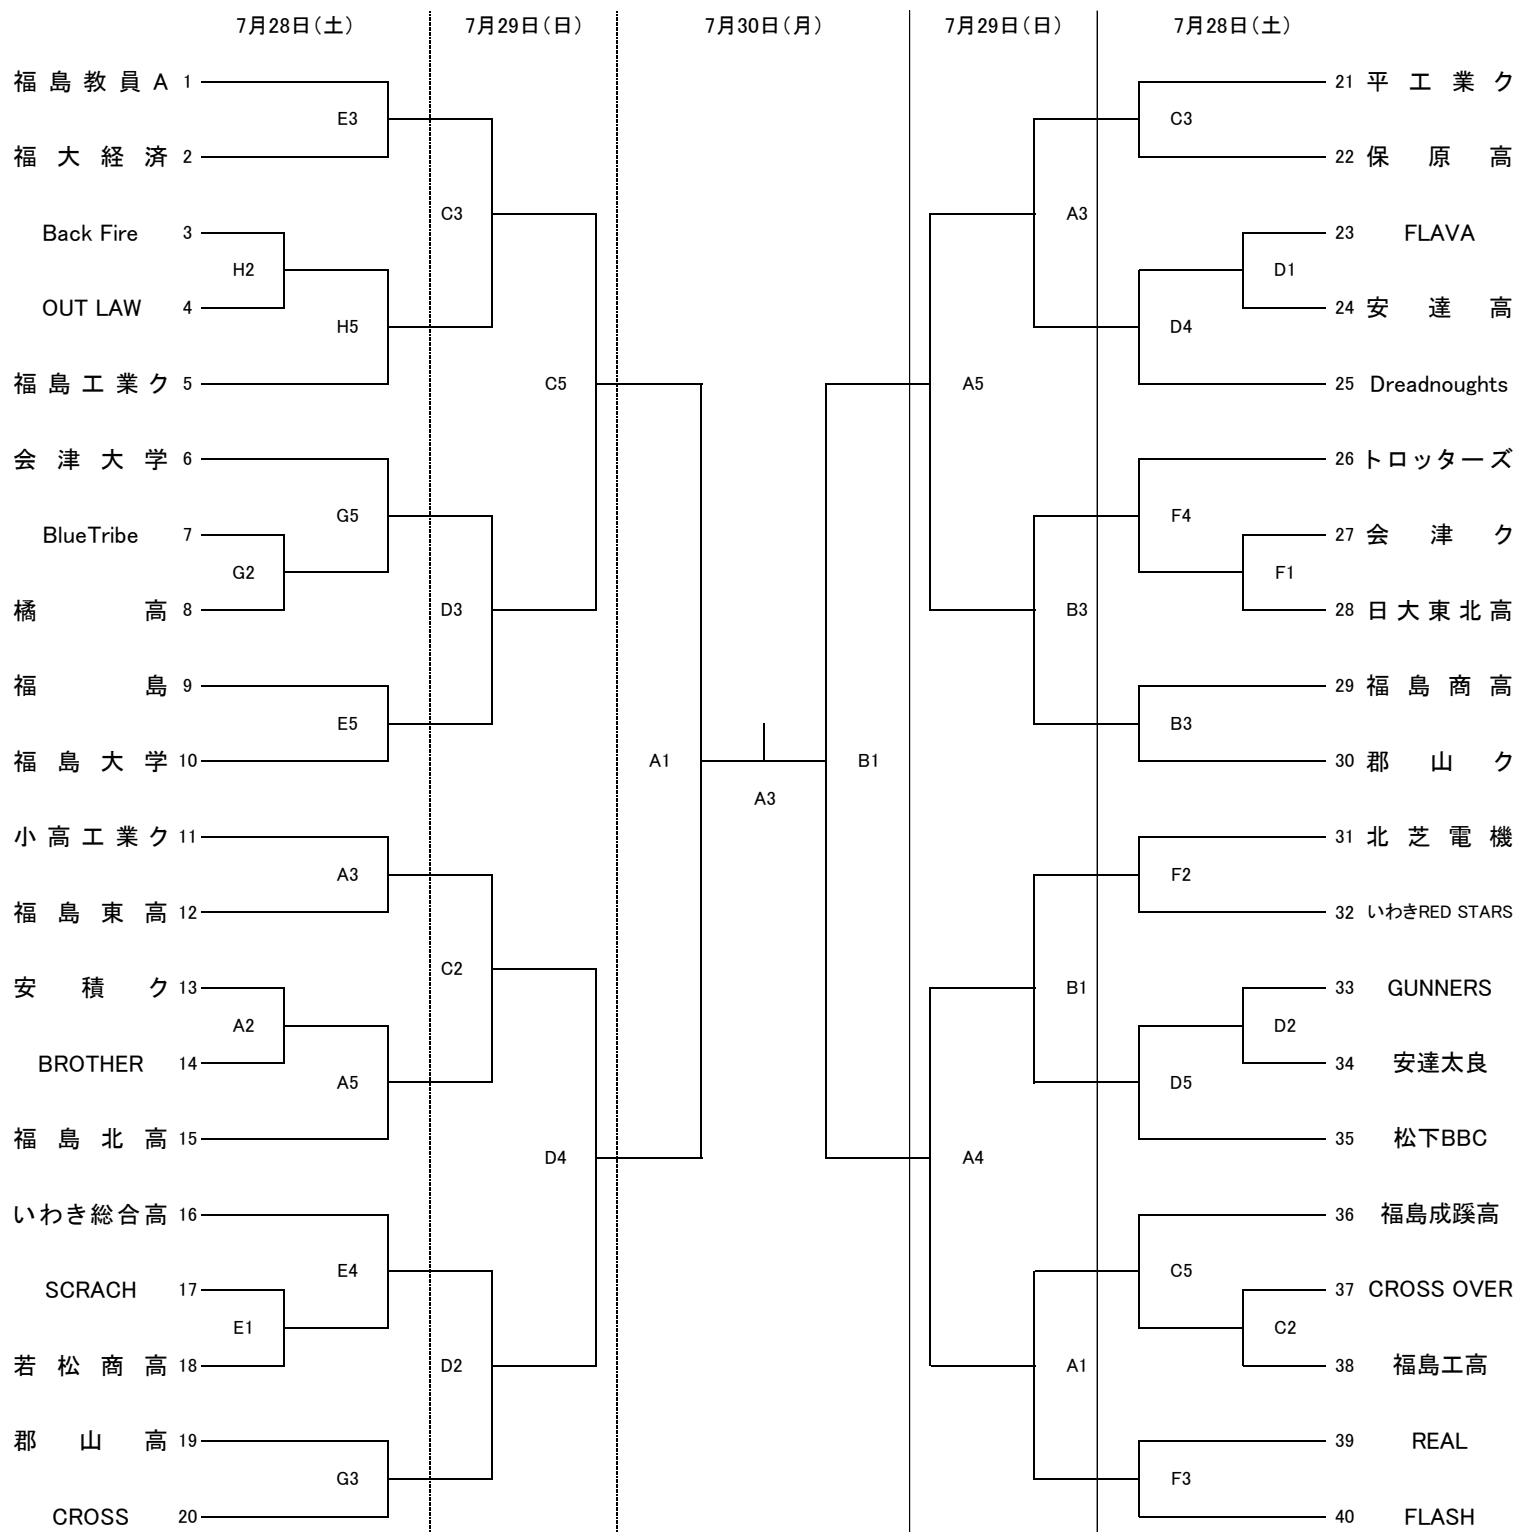 7月28日(土) 7月29日(日) 7月30日(月) 7月29日(日) 7月28日(土)
福島教員A 1 21 平工業ク
E3 C3
福大経済 2 22 保原高
C3 A3
Back Fire 3 23 FLAVA
H2 D1
OUT LAW 4 24 安達高
H5 D4
福島工業ク 5 C5 A5 25 Dreadnoughts
会津大学 6 26 トロッターズ
G5 F4
BlueTribe 7 27 会津ク
G2 F1
橘高 8 D3 B3 28 日大東北高
福島 9 29 福島商高
E5 B3
福島大学 10 A1 B1 30 郡山ク
A3
小高工業ク 11 31 北芝電機
A3 F2
福島東高 12 32 いわきRED STARS
C2
安積ク 13 B1 33 GUNNERS
A2 D2
BROTHER 14 34 安達太良
A5 D5
福島北高 15 35 松下BBC
D4 A4
いわき総合高 16 36 福島成蹊高
E4 C5
SCRACH 17 37 CROSS OVER
E1 C2
若松商高 18 D2 A1 38 福島工高
郡山高 19 39 REAL
G3 F3
CROSS 20 40 FLASH